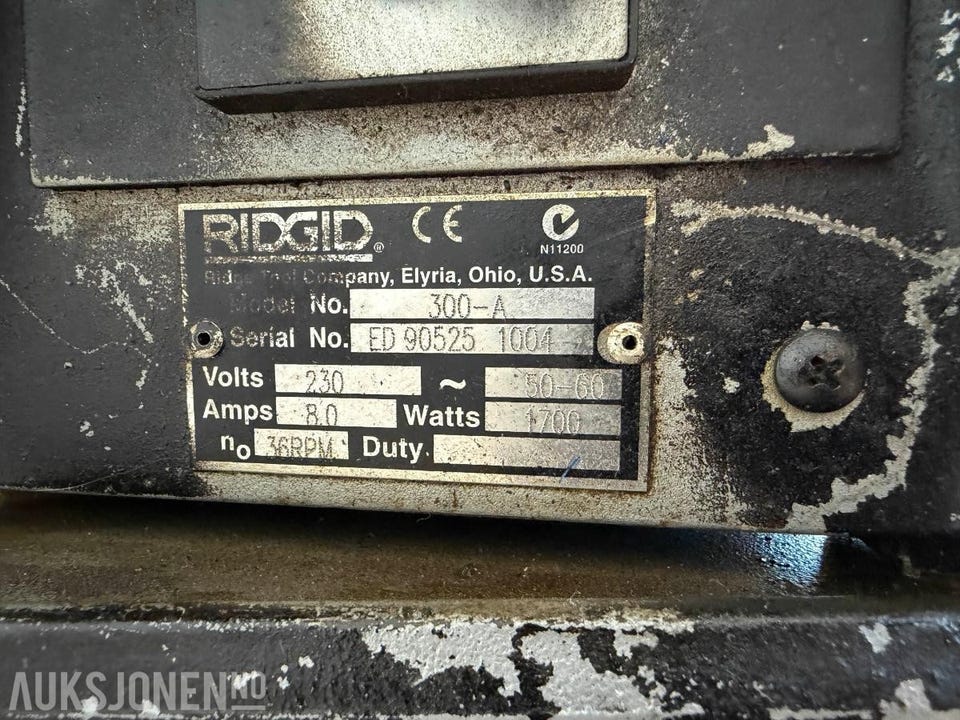 RIDGID® CE N11200
Ridge Tool Company, Elyria, Ohio, U.S.A.
Model No. 300-A
Serial No. ED 90525 1004
Volts 230 ~ 50-60
Amps 8.0 Watts 1700
no 36RPM Duty
AUKSJONEN.NO